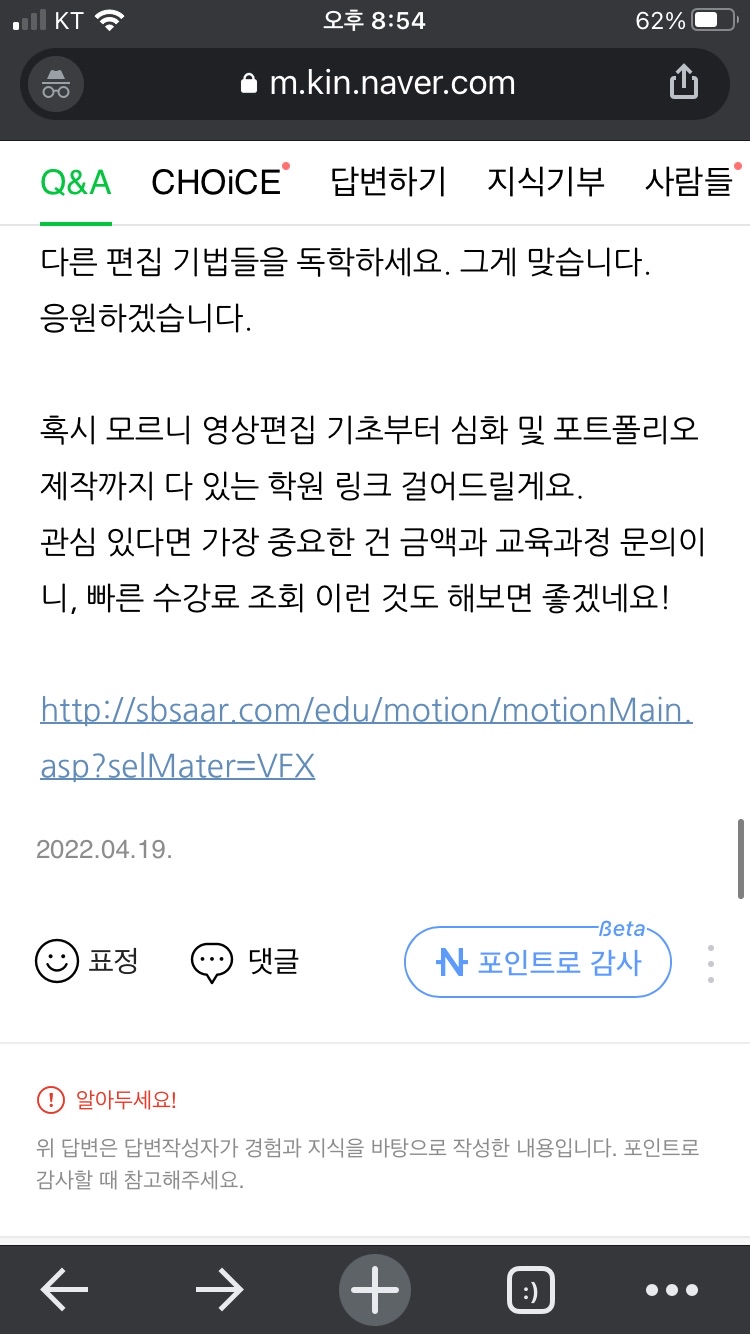 KT 오후 8:54 62%
m.kin.naver.com
Q&A CHOiCE 답변하기 지식기부 사람들
다른 편집 기법들을 독학하세요. 그게 맞습니다.
응원하겠습니다.
혹시 모르니 영상편집 기초부터 심화 및 포트폴리오
제작까지 다 있는 학원 링크 걸어드릴게요.
관심 있다면 가장 중요한 건 금액과 교육과정 문의이
니, 빠른 수강료 조회 이런 것도 해보면 좋겠네요!
http://sbsaar.com/edu/motion/motionMain.
asp?selMater=VFX
2022.04.19.
표정 댓글 N 포인트로 감사 Beta
알아두세요!
위 답변은 답변작성자가 경험과 지식을 바탕으로 작성한 내용입니다. 포인트로
감사할 때 참고해주세요.
:)